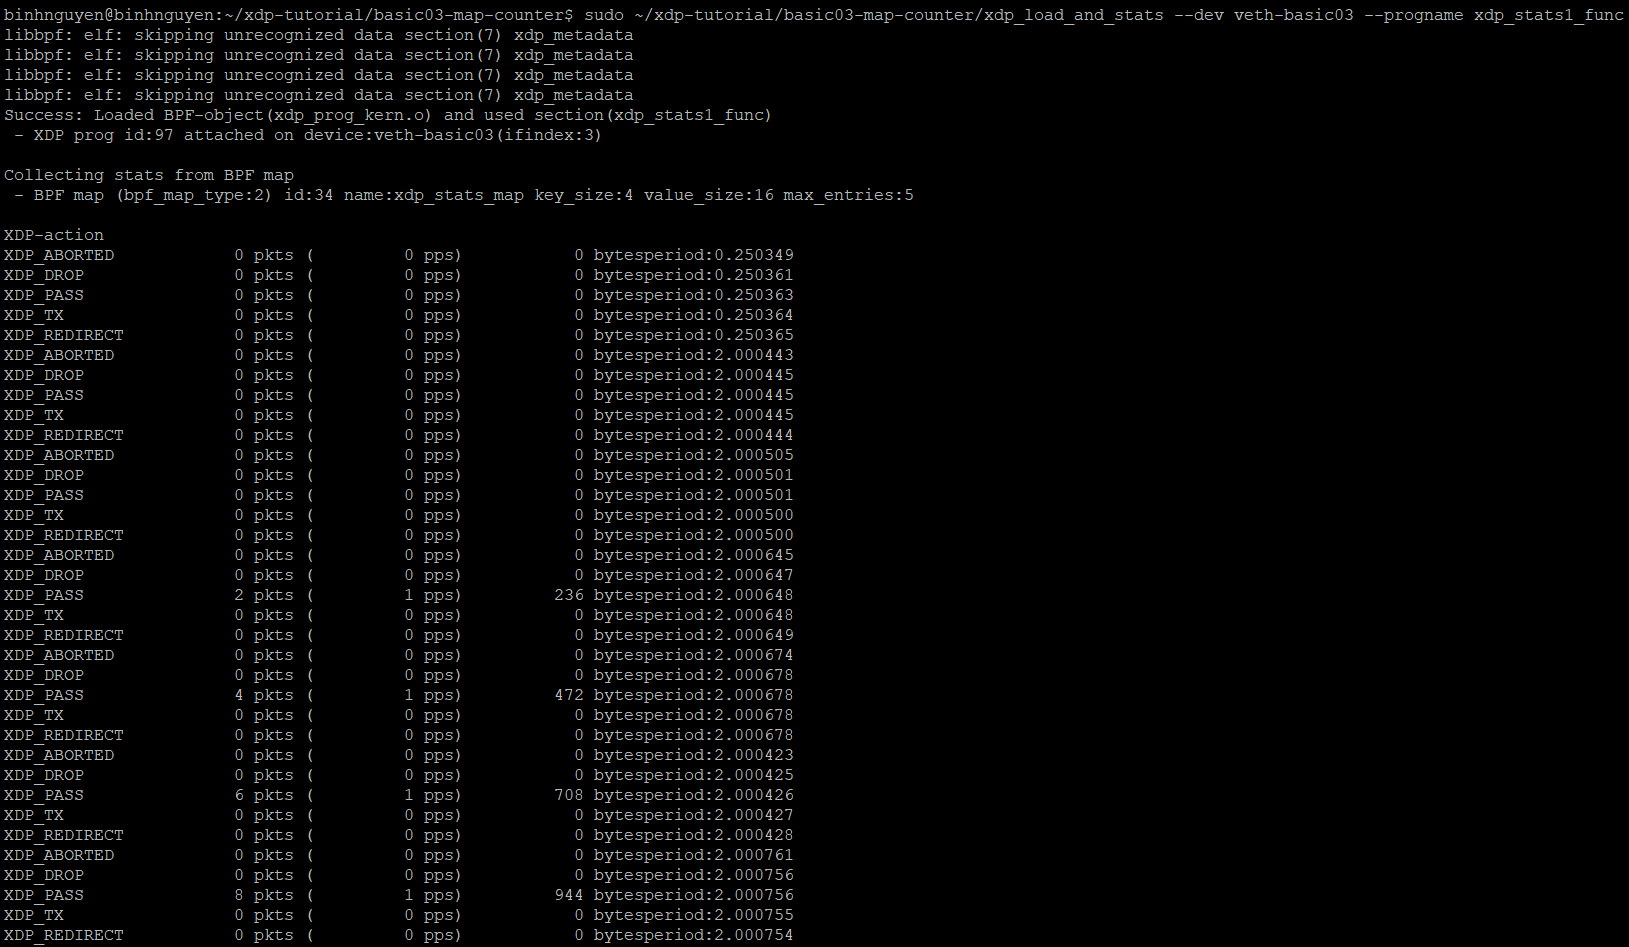 binhnguyen@binhnguyen:~/xdp-tutorial/basic03-map-counter$ sudo ~/xdp-tutorial/basic03-map-counter/xdp_load_and_stats --dev veth-basic03 --progname xdp_stats1_func
libbpf: elf: skipping unrecognized data section(7) xdp_metadata
libbpf: elf: skipping unrecognized data section(7) xdp_metadata
libbpf: elf: skipping unrecognized data section(7) xdp_metadata
libbpf: elf: skipping unrecognized data section(7) xdp_metadata
Success: Loaded BPF-object(xdp_prog_kern.o) and used section(xdp_stats1_func)
 - XDP prog id:97 attached on device:veth-basic03(ifindex:3)

Collecting stats from BPF map
 - BPF map (bpf_map_type:2) id:34 name:xdp_stats_map key_size:4 value_size:16 max_entries:5

XDP-action
XDP_ABORTED            0 pkts (         0 pps)           0 bytesperiod:0.250349
XDP_DROP               0 pkts (         0 pps)           0 bytesperiod:0.250361
XDP_PASS               0 pkts (         0 pps)           0 bytesperiod:0.250363
XDP_TX                 0 pkts (         0 pps)           0 bytesperiod:0.250364
XDP_REDIRECT           0 pkts (         0 pps)           0 bytesperiod:0.250365
XDP_ABORTED            0 pkts (         0 pps)           0 bytesperiod:2.000443
XDP_DROP               0 pkts (         0 pps)           0 bytesperiod:2.000445
XDP_PASS               0 pkts (         0 pps)           0 bytesperiod:2.000445
XDP_TX                 0 pkts (         0 pps)           0 bytesperiod:2.000445
XDP_REDIRECT           0 pkts (         0 pps)           0 bytesperiod:2.000444
XDP_ABORTED            0 pkts (         0 pps)           0 bytesperiod:2.000505
XDP_DROP               0 pkts (         0 pps)           0 bytesperiod:2.000501
XDP_PASS               0 pkts (         0 pps)           0 bytesperiod:2.000501
XDP_TX                 0 pkts (         0 pps)           0 bytesperiod:2.000500
XDP_REDIRECT           0 pkts (         0 pps)           0 bytesperiod:2.000500
XDP_ABORTED            0 pkts (         0 pps)           0 bytesperiod:2.000645
XDP_DROP               0 pkts (         0 pps)           0 bytesperiod:2.000647
XDP_PASS               2 pkts (         1 pps)         236 bytesperiod:2.000648
XDP_TX                 0 pkts (         0 pps)           0 bytesperiod:2.000648
XDP_REDIRECT           0 pkts (         0 pps)           0 bytesperiod:2.000649
XDP_ABORTED            0 pkts (         0 pps)           0 bytesperiod:2.000674
XDP_DROP               0 pkts (         0 pps)           0 bytesperiod:2.000678
XDP_PASS               4 pkts (         1 pps)         472 bytesperiod:2.000678
XDP_TX                 0 pkts (         0 pps)           0 bytesperiod:2.000678
XDP_REDIRECT           0 pkts (         0 pps)           0 bytesperiod:2.000678
XDP_ABORTED            0 pkts (         0 pps)           0 bytesperiod:2.000423
XDP_DROP               0 pkts (         0 pps)           0 bytesperiod:2.000425
XDP_PASS               6 pkts (         1 pps)         708 bytesperiod:2.000426
XDP_TX                 0 pkts (         0 pps)           0 bytesperiod:2.000427
XDP_REDIRECT           0 pkts (         0 pps)           0 bytesperiod:2.000428
XDP_ABORTED            0 pkts (         0 pps)           0 bytesperiod:2.000761
XDP_DROP               0 pkts (         0 pps)           0 bytesperiod:2.000756
XDP_PASS               8 pkts (         1 pps)         944 bytesperiod:2.000756
XDP_TX                 0 pkts (         0 pps)           0 bytesperiod:2.000755
XDP_REDIRECT           0 pkts (         0 pps)           0 bytesperiod:2.000754